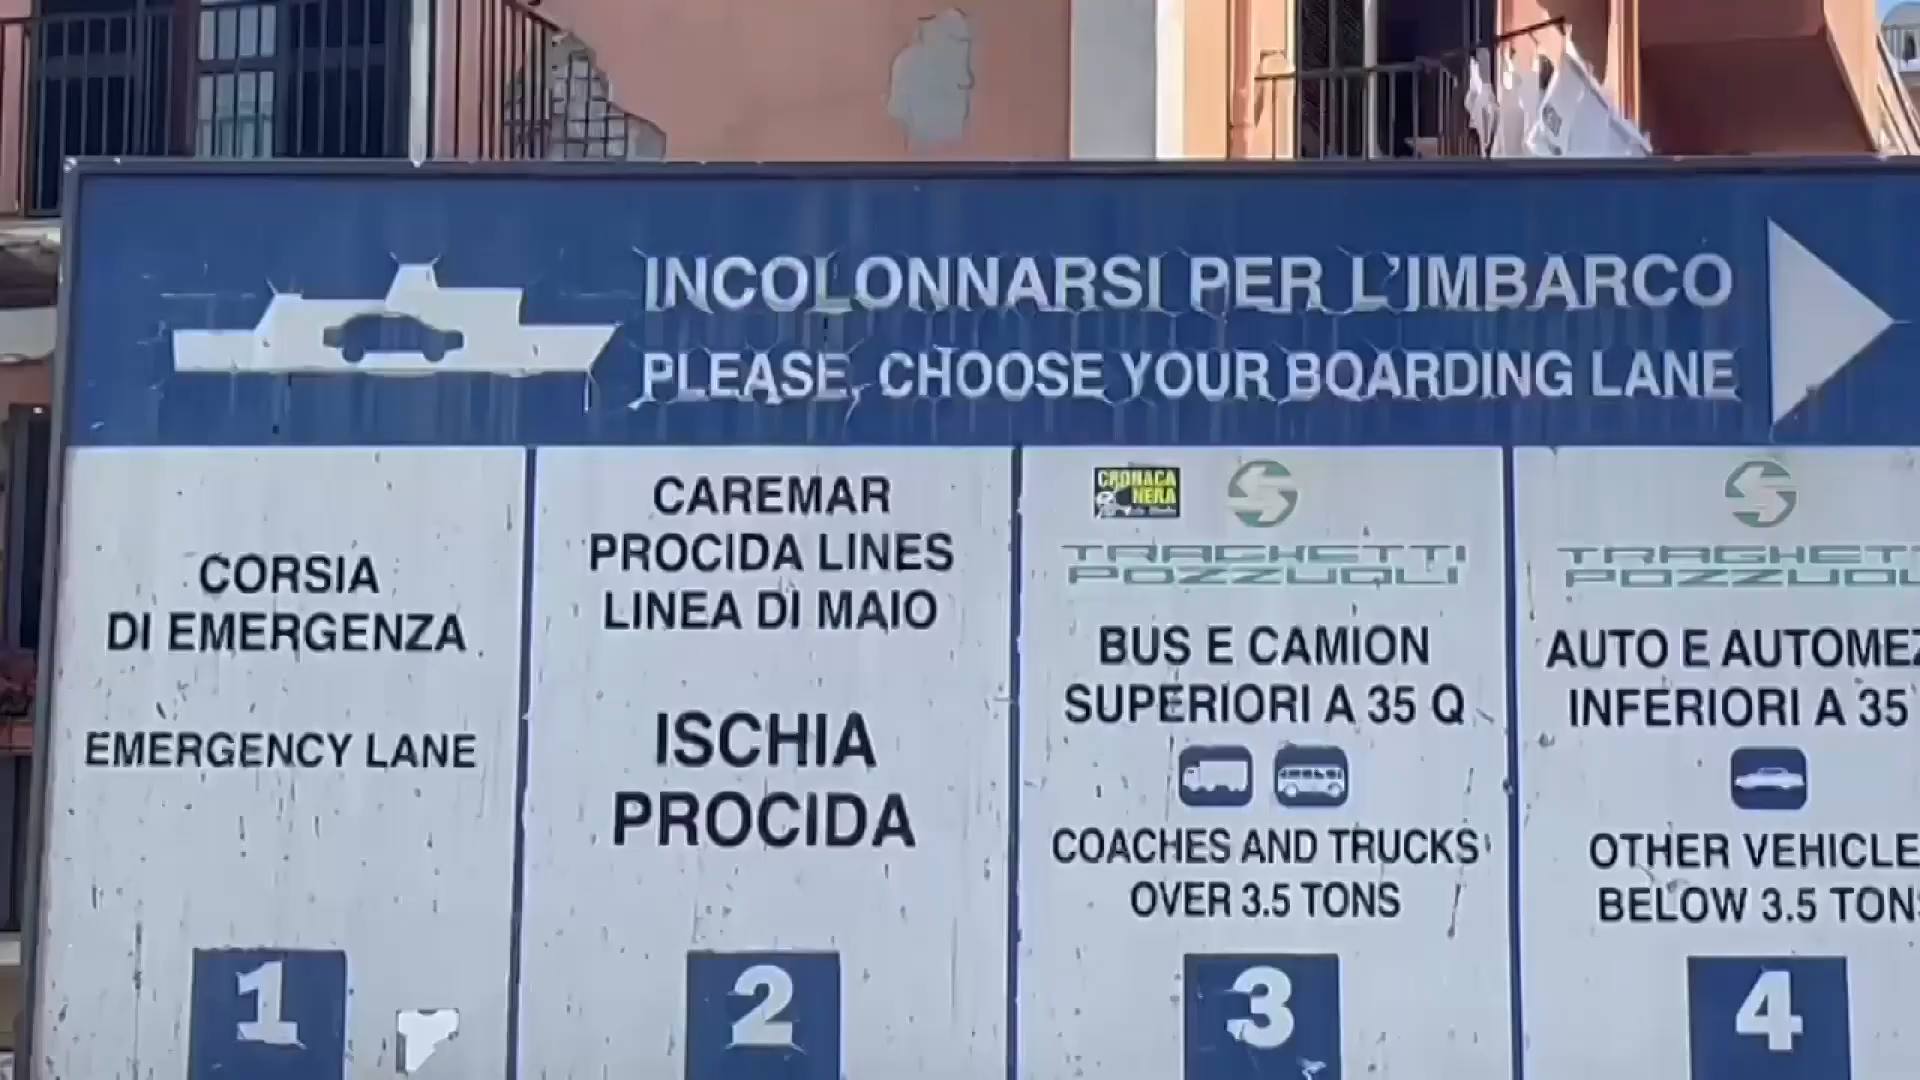 INCOLONNARSI PER L'IMBARCO
PLEASE, CHOOSE YOUR BOARDING LANE
CORSIA
DI EMERGENZA
EMERGENCY LANE
1
CAREMAR
PROCIDA LINES
LINEA DI MAIO
ISCHIA
PROCIDA
2
CRONACA
NERA
TRAGHETTI
POZZUOLI
BUS E CAMION
SUPERIORI A 35 Q
COACHES AND TRUCKS
OVER 3.5 TONS
3
TRAGHET
POZZUOL
AUTO E AUTOMEZ
INFERIORI A 35
OTHER VEHICLE
BELOW 3.5 TON
4